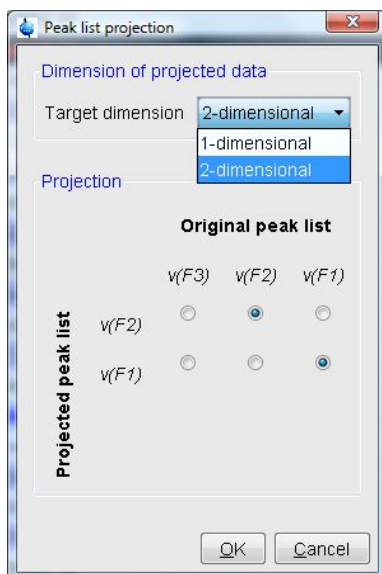 Peak list projection
Dimension of projected data
Target dimension 2-dimensional
1-dimensional
2-dimensional
Projection
Original peak list
v(F3) v(F2) v(F1)
Projected peak list
v(F2)
v(F1)
OK Cancel